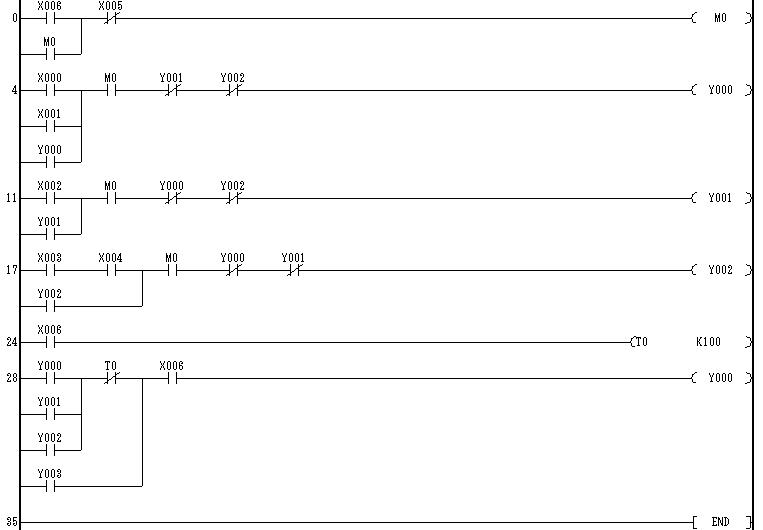 X006 X005
0 M0
M0
X000 M0 Y001 Y002
4 Y000
X001
Y000
X002 M0 Y000 Y002
11 Y001
Y001
X003 X004 M0 Y000 Y001
17 Y002
Y002
X006
24 T0 K100
Y000 T0 X006
28 Y000
Y001
Y002
Y003
35 END